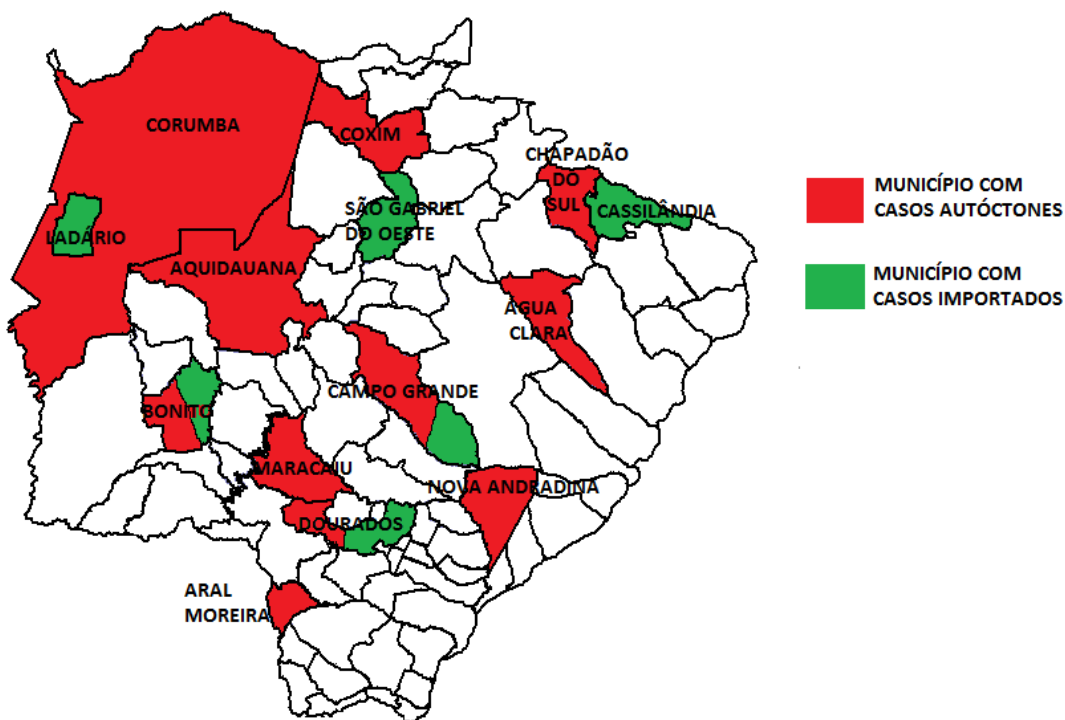 CORUMBA
COXIM
CHAPADÃO
DO
SUL
CASSILÂNDIA
SÃO GABRIEL
DO OESTE
LADÁRIO
AQUIDAUANA
ÁGUA
CLARA
CAMPO GRANDE
BONITO
MARACAJU
NOVA ANDRADINA
DOURADOS
ARAL
MOREIRA
MUNICÍPIO COM
CASOS AUTÓCTONES
MUNICÍPIO COM
CASOS IMPORTADOS